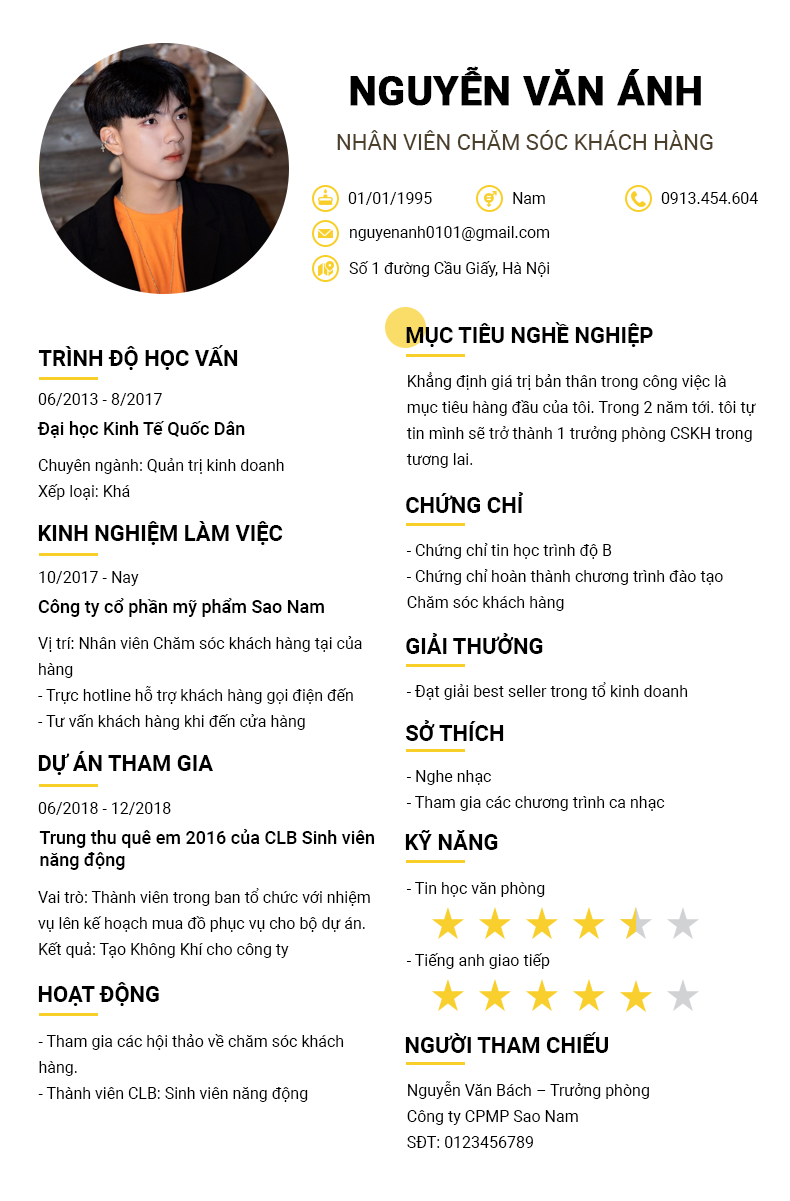 NGUYỄN VĂN ÁNH
NHÂN VIÊN CHĂM SÓC KHÁCH HÀNG
01/01/1995
Nam
0913.454.604
nguyenanh0101@gmail.com
Số 1 đường Cầu Giấy, Hà Nội
TRÌNH ĐỘ HỌC VẤN
06/2013 - 8/2017
Đại học Kinh Tế Quốc Dân
Chuyên ngành: Quản trị kinh doanh
Xếp loại: Khá
KINH NGHIỆM LÀM VIỆC
10/2017 - Nay
Công ty cổ phần mỹ phẩm Sao Nam
Vị trí: Nhân viên Chăm sóc khách hàng tại của
hàng
- Trực hotline hỗ trợ khách hàng gọi điện đến
- Tư vấn khách hàng khi đến cửa hàng
DỰ ÁN THAM GIA
06/2018 - 12/2018
Trung thu quê em 2016 của CLB Sinh viên
năng động
Vai trò: Thành viên trong ban tổ chức với nhiệm
vụ lên kế hoạch mua đồ phục vụ cho bộ dự án.
Kết quả: Tạo Không Khí cho công ty
HOẠT ĐỘNG
- Tham gia các hội thảo về chăm sóc khách
hàng.
- Thành viên CLB: Sinh viên năng động
MỤC TIÊU NGHỀ NGHIỆP
Khẳng định giá trị bản thân trong công việc là
mục tiêu hàng đầu của tôi. Trong 2 năm tới. tôi tự
tin mình sẽ trở thành 1 trưởng phòng CSKH trong
tương lai.
CHỨNG CHỈ
- Chứng chỉ tin học trình độ B
- Chứng chỉ hoàn thành chương trình đào tạo
Chăm sóc khách hàng
GIẢI THƯỞNG
- Đạt giải best seller trong tổ kinh doanh
SỞ THÍCH
- Nghe nhạc
- Tham gia các chương trình ca nhạc
KỸ NĂNG
- Tin học văn phòng
- Tiếng anh giao tiếp
NGƯỜI THAM CHIẾU
Nguyễn Văn Bách – Trưởng phòng
Công ty CPMP Sao Nam
SĐT: 0123456789